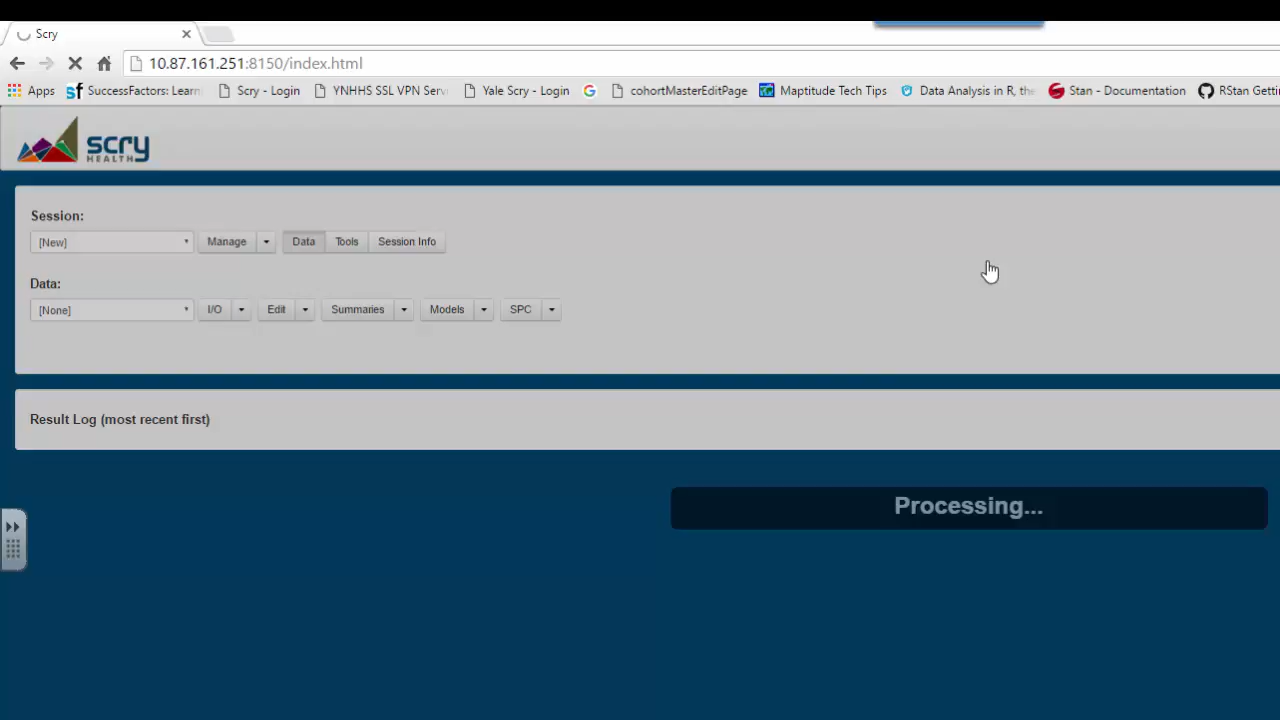 Scry
10.87.161.251:8150/index.html
Apps SuccessFactors: Learn Scry - Login YNHHS SSL VPN Serv Yale Scry - Login cohortMasterEditPage Maptitude Tech Tips Data Analysis in R, the Stan - Documentation RStan Getti
scry
HEALTH
Session:
[New] Manage Data Tools Session Info
Data:
[None] I/O Edit Summaries Models SPC
Result Log (most recent first)
Processing...